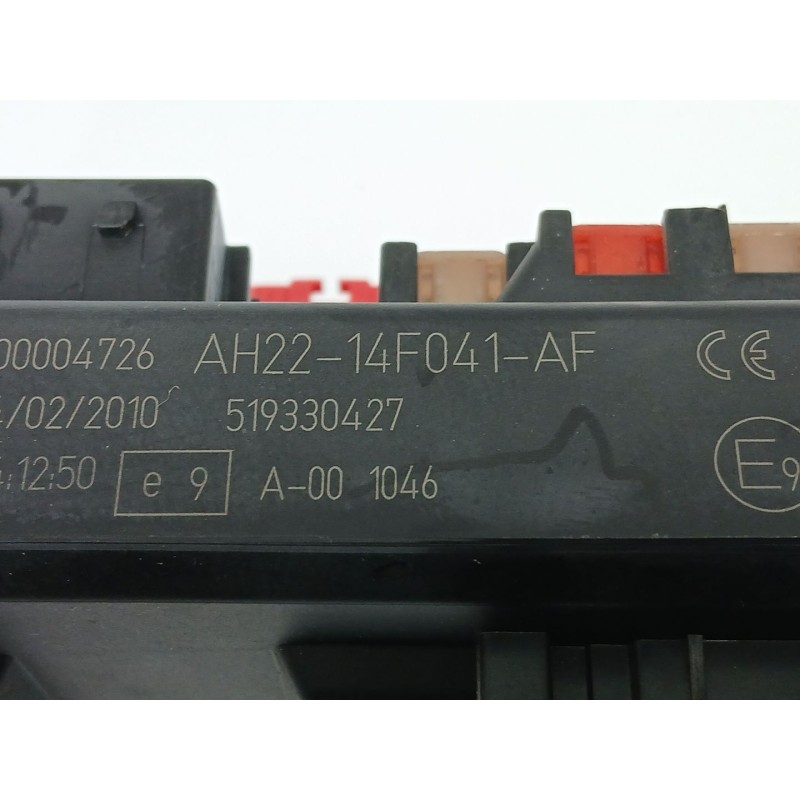 00004726 AH22-14F041-AF CE
/02/2010 519330427
:12:50 e 9 A-00 1046 E9